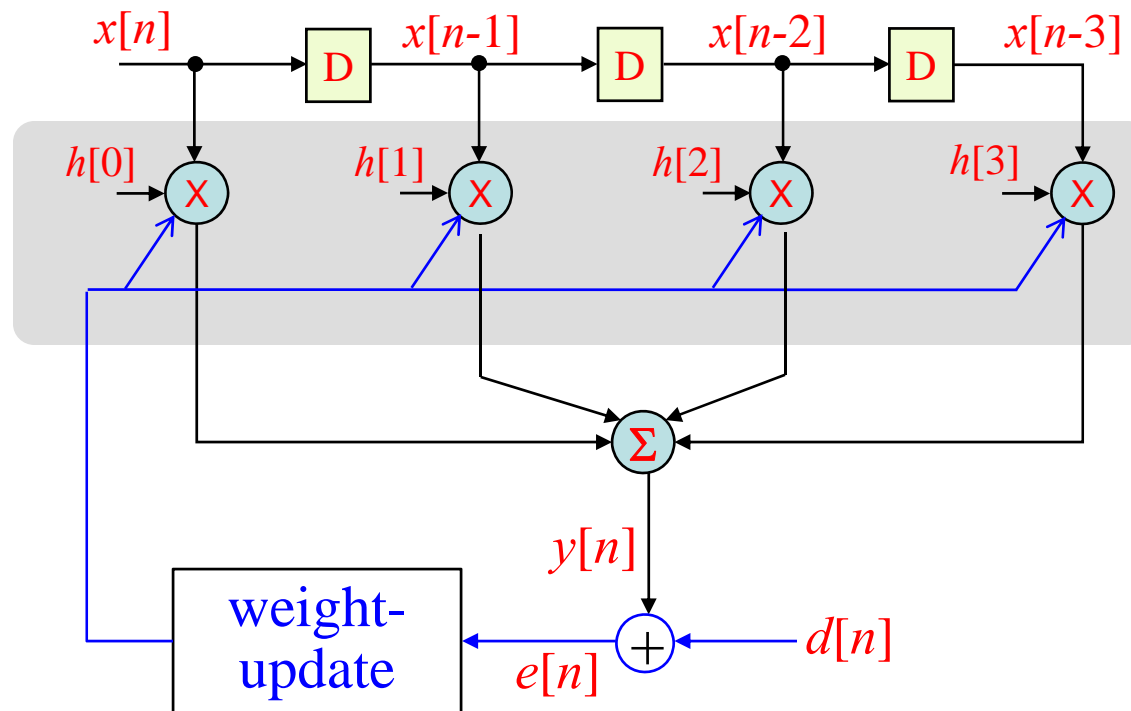 x[n]
x[n-1]
x[n-2]
x[n-3]
D
D
D
h[0]
h[1]
h[2]
h[3]
X
X
X
X
Σ
y[n]
weight-
update
e[n]
+
d[n]